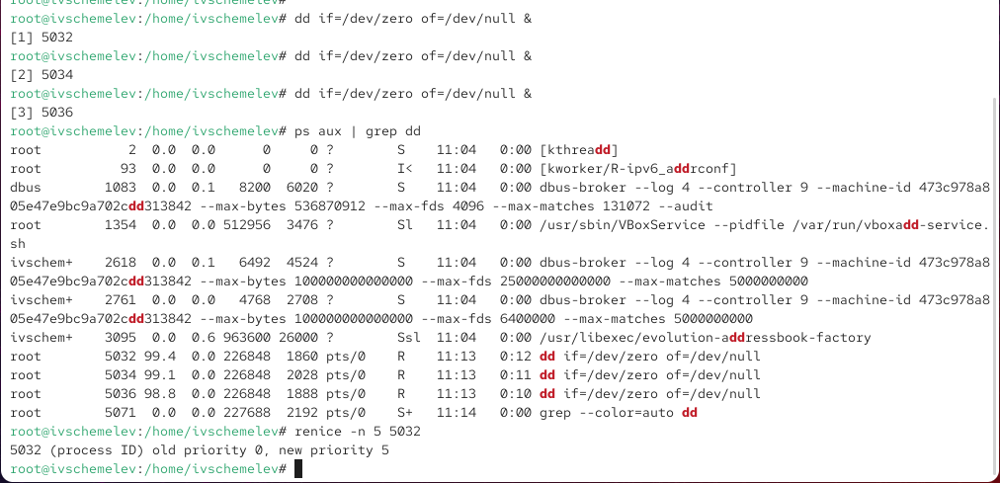 root@ivschemelev:/home/ivschemelev#
root@ivschemelev:/home/ivschemelev# dd if=/dev/zero of=/dev/null &
[1] 5032
root@ivschemelev:/home/ivschemelev# dd if=/dev/zero of=/dev/null &
[2] 5034
root@ivschemelev:/home/ivschemelev# dd if=/dev/zero of=/dev/null &
[3] 5036
root@ivschemelev:/home/ivschemelev# ps aux | grep dd
root           2  0.0  0.0      0     0 ?        S    11:04   0:00 [kthreadd]
root          93  0.0  0.0      0     0 ?        I<   11:04   0:00 [kworker/R-ipv6_addrconf]
dbus        1083  0.0  0.1   8200  6020 ?        S    11:04   0:00 dbus-broker --log 4 --controller 9 --machine-id 473c978a8
05e47e9bc9a702cdd313842 --max-bytes 536870912 --max-fds 4096 --max-matches 131072 --audit
root        1354  0.0  0.0 512956  3476 ?        Sl   11:04   0:00 /usr/sbin/VBoxService --pidfile /var/run/vboxadd-service.
sh
ivschem+    2618  0.0  0.1   6492  4524 ?        S    11:04   0:00 dbus-broker --log 4 --controller 9 --machine-id 473c978a8
05e47e9bc9a702cdd313842 --max-bytes 100000000000000 --max-fds 25000000000000 --max-matches 5000000000
ivschem+    2761  0.0  0.0   4768  2708 ?        S    11:04   0:00 dbus-broker --log 4 --controller 9 --machine-id 473c978a8
05e47e9bc9a702cdd313842 --max-bytes 100000000000000 --max-fds 6400000 --max-matches 5000000000
ivschem+    3095  0.0  0.6 963600 26000 ?        Ssl  11:04   0:00 /usr/libexec/evolution-addressbook-factory
root        5032 99.4  0.0 226848  1860 pts/0    R    11:13   0:12 dd if=/dev/zero of=/dev/null
root        5034 99.1  0.0 226848  2028 pts/0    R    11:13   0:11 dd if=/dev/zero of=/dev/null
root        5036 98.8  0.0 226848  1888 pts/0    R    11:13   0:10 dd if=/dev/zero of=/dev/null
root        5071  0.0  0.0 227688  2192 pts/0    S+   11:14   0:00 grep --color=auto dd
root@ivschemelev:/home/ivschemelev# renice -n 5 5032
5032 (process ID) old priority 0, new priority 5
root@ivschemelev:/home/ivschemelev#